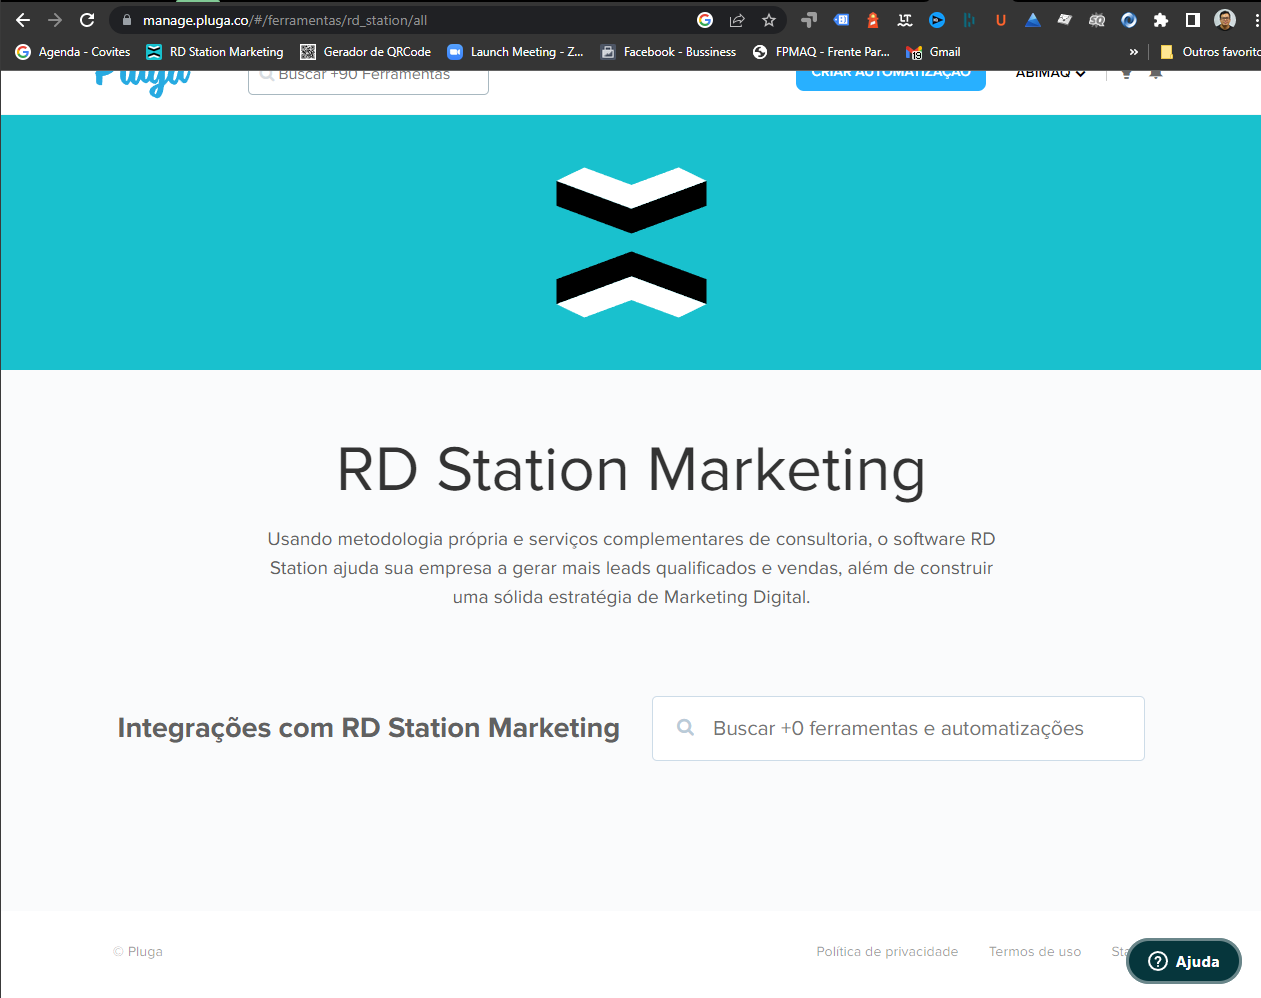 manage.pluga.co/#/ferramentas/rd_station/all
Agenda - Covites RD Station Marketing Gerador de QRCode Launch Meeting - Z... Facebook - Bussiness FPMAQ - Frente Par... Gmail » Outros favorito
Pluga Buscar +90 Ferramentas CRIAR AUTOMATIZAÇÃO ABIMAQ
RD Station Marketing
Usando metodologia própria e serviços complementares de consultoria, o software RD
Station ajuda sua empresa a gerar mais leads qualificados e vendas, além de construir
uma sólida estratégia de Marketing Digital.
Integrações com RD Station Marketing
Buscar +0 ferramentas e automatizações
© Pluga Política de privacidade Termos de uso Sta
Ajuda